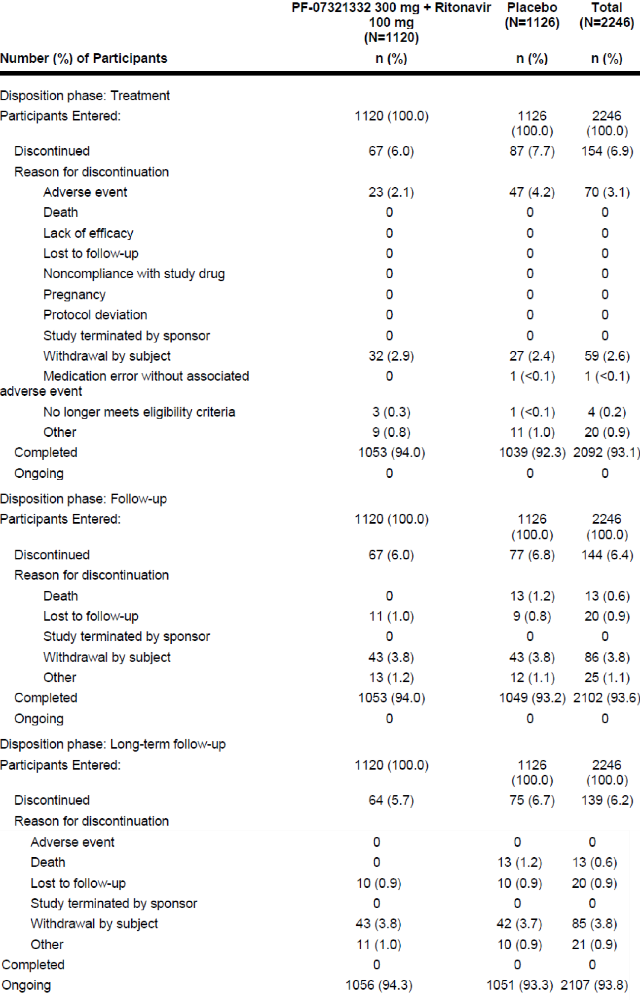 PF-07321332 300 mg + Ritonavir Placebo Total
100 mg (N=1126) (N=2246)
(N=1120)
Number (%) of Participants n (%) n (%) n (%)
Disposition phase: Treatment
Participants Entered: 1120 (100.0) 1126 2246
(100.0) (100.0)
Discontinued 67 (6.0) 87 (7.7) 154 (6.9)
Reason for discontinuation
Adverse event 23 (2.1) 47 (4.2) 70 (3.1)
Death 0 0 0
Lack of efficacy 0 0 0
Lost to follow-up 0 0 0
Noncompliance with study drug 0 0 0
Pregnancy 0 0 0
Protocol deviation 0 0 0
Study terminated by sponsor 0 0 0
Withdrawal by subject 32 (2.9) 27 (2.4) 59 (2.6)
Medication error without associated 0 1 (<0.1) 1 (<0.1)
adverse event
No longer meets eligibility criteria 3 (0.3) 1 (<0.1) 4 (0.2)
Other 9 (0.8) 11 (1.0) 20 (0.9)
Completed 1053 (94.0) 1039 (92.3) 2092 (93.1)
Ongoing 0 0 0
Disposition phase: Follow-up
Participants Entered: 1120 (100.0) 1126 2246
(100.0) (100.0)
Discontinued 67 (6.0) 77 (6.8) 144 (6.4)
Reason for discontinuation
Death 0 13 (1.2) 13 (0.6)
Lost to follow-up 11 (1.0) 9 (0.8) 20 (0.9)
Study terminated by sponsor 0 0 0
Withdrawal by subject 43 (3.8) 43 (3.8) 86 (3.8)
Other 13 (1.2) 12 (1.1) 25 (1.1)
Completed 1053 (94.0) 1049 (93.2) 2102 (93.6)
Ongoing 0 0 0
Disposition phase: Long-term follow-up
Participants Entered: 1120 (100.0) 1126 2246
(100.0) (100.0)
Discontinued 64 (5.7) 75 (6.7) 139 (6.2)
Reason for discontinuation
Adverse event 0 0 0
Death 0 13 (1.2) 13 (0.6)
Lost to follow-up 10 (0.9) 10 (0.9) 20 (0.9)
Study terminated by sponsor 0 0 0
Withdrawal by subject 43 (3.8) 42 (3.7) 85 (3.8)
Other 11 (1.0) 10 (0.9) 21 (0.9)
Completed 0 0 0
Ongoing 1056 (94.3) 1051 (93.3) 2107 (93.8)